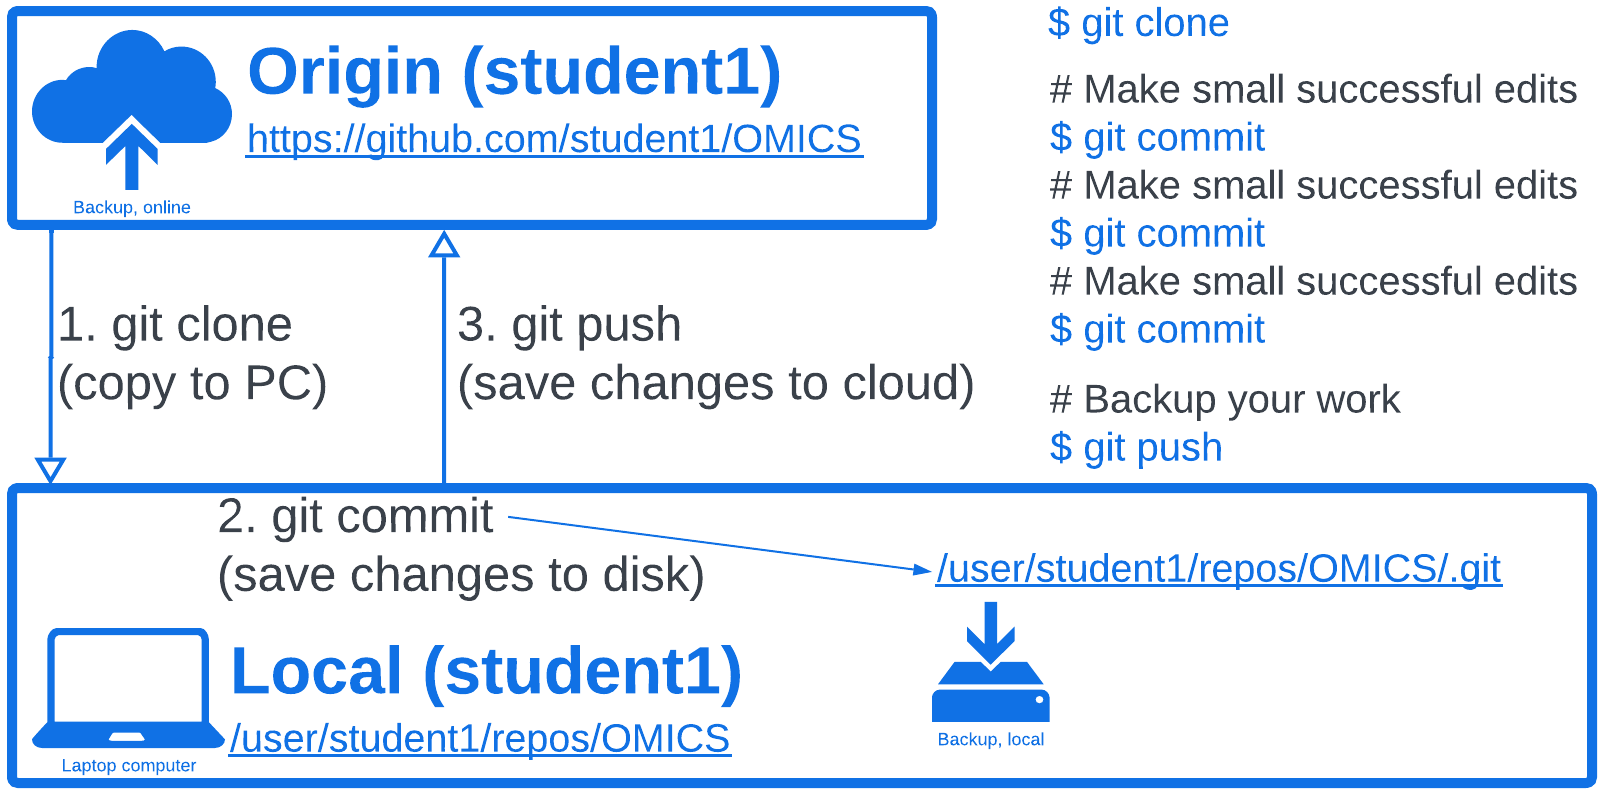 Origin (student1)
https://github.com/student1/OMICS
Backup, online
$ git clone
# Make small successful edits
$ git commit
# Make small successful edits
$ git commit
# Make small successful edits
$ git commit
# Backup your work
$ git push
1. git clone
(copy to PC)
3. git push
(save changes to cloud)
2. git commit
(save changes to disk)
/user/student1/repos/OMICS/.git
Backup, local
Local (student1)
/user/student1/repos/OMICS
Laptop computer